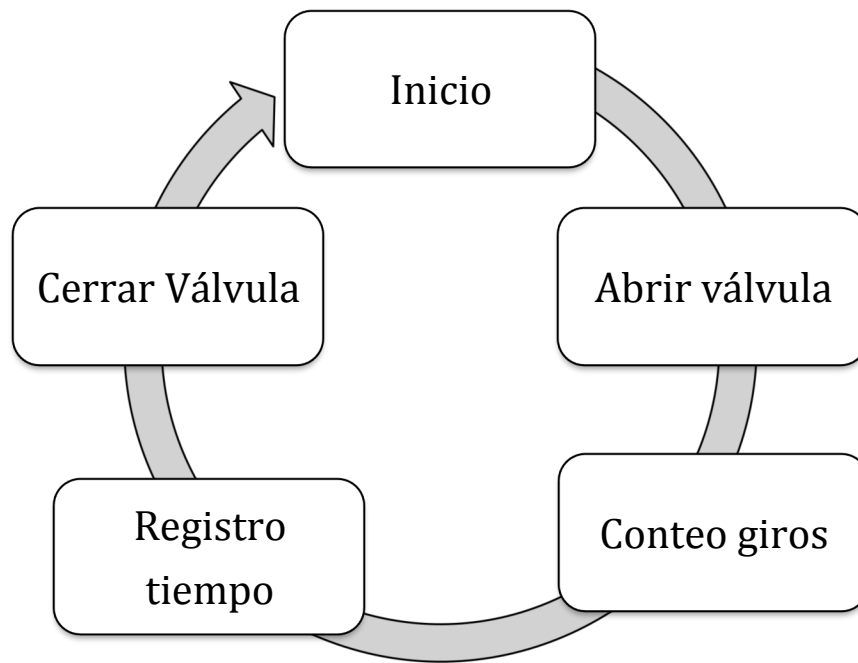 Inicio
Abrir válvula
Conteo giros
Registro
tiempo
Cerrar Válvula